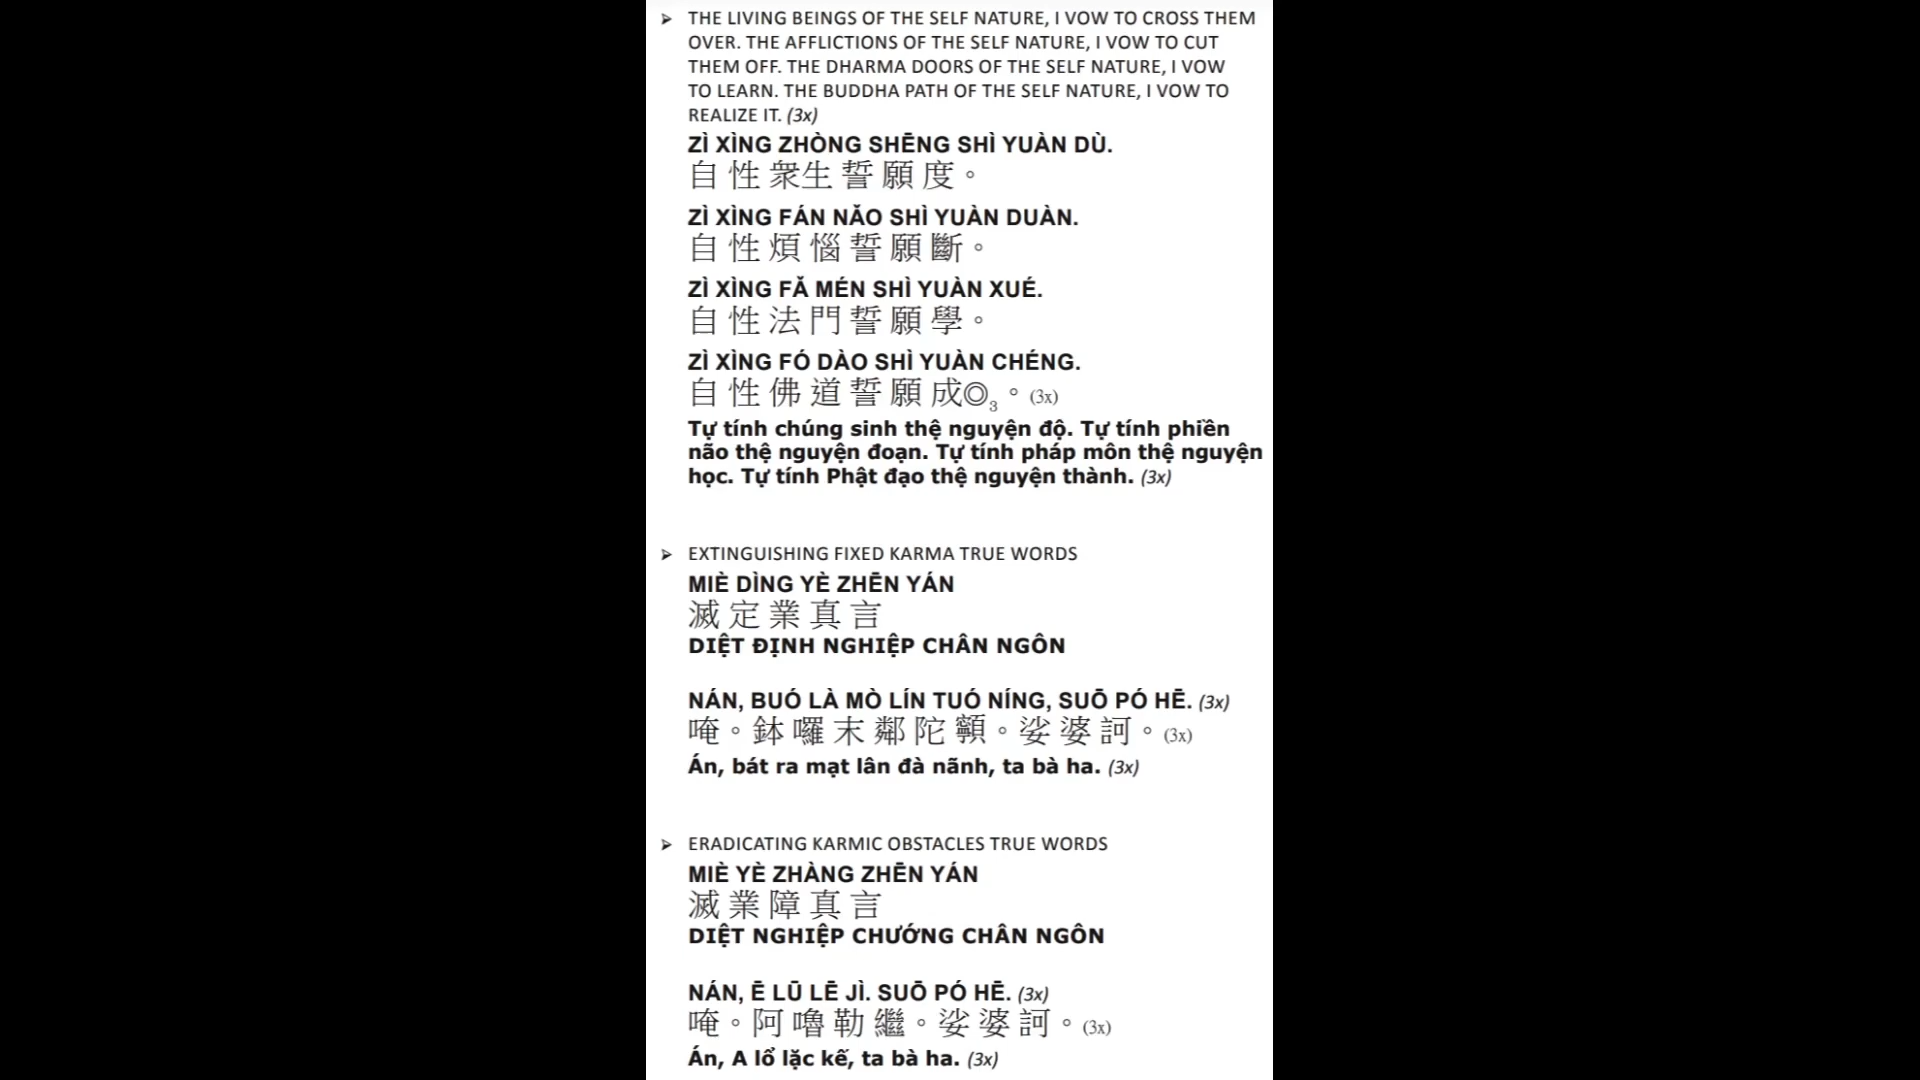 ➢ THE LIVING BEINGS OF THE SELF NATURE, I VOW TO CROSS THEM
OVER. THE AFFLICTIONS OF THE SELF NATURE, I VOW TO CUT
THEM OFF. THE DHARMA DOORS OF THE SELF NATURE, I VOW
TO LEARN. THE BUDDHA PATH OF THE SELF NATURE, I VOW TO
REALIZE IT. (3x)
ZÌ XÌNG ZHÒNG SHĒNG SHÌ YUÀN DÙ.
自性衆生誓願度。
ZÌ XÌNG FÁN NǍO SHÌ YUÀN DUÀN.
自性煩惱誓願斷。
ZÌ XÌNG FǍ MÉN SHÌ YUÀN XUÉ.
自性法門誓願學。
ZÌ XÌNG FÓ DÀO SHÌ YUÀN CHÉNG.
自性佛道誓願成◎3。(3x)
Tự tính chúng sinh thệ nguyện độ. Tự tính phiền
não thệ nguyện đoạn. Tự tính pháp môn thệ nguyện
học. Tự tính Phật đạo thệ nguyện thành. (3x)
➢ EXTINGUISHING FIXED KARMA TRUE WORDS
MIÈ DÌNG YÈ ZHĒN YÁN
滅定業真言
DIỆT ĐỊNH NGHIỆP CHÂN NGÔN
NÁN, BUÓ LÀ MÒ LÍN TUÓ NÍNG, SUŌ PÓ HĒ. (3x)
唵。鉢囉末鄰陀顐。娑婆訶。(3x)
Án, bát ra mạt lân đà nãnh, ta bà ha. (3x)
➢ ERADICATING KARMIC OBSTACLES TRUE WORDS
MIÈ YÈ ZHÀNG ZHĒN YÁN
滅業障真言
DIỆT NGHIỆP CHƯỚNG CHÂN NGÔN
NÁN, Ē LŪ LĒ JÌ. SUŌ PÓ HĒ. (3x)
唵。阿嚕勒繼。娑婆訶。(3x)
Án, A lổ lặc kế, ta bà ha. (3x)